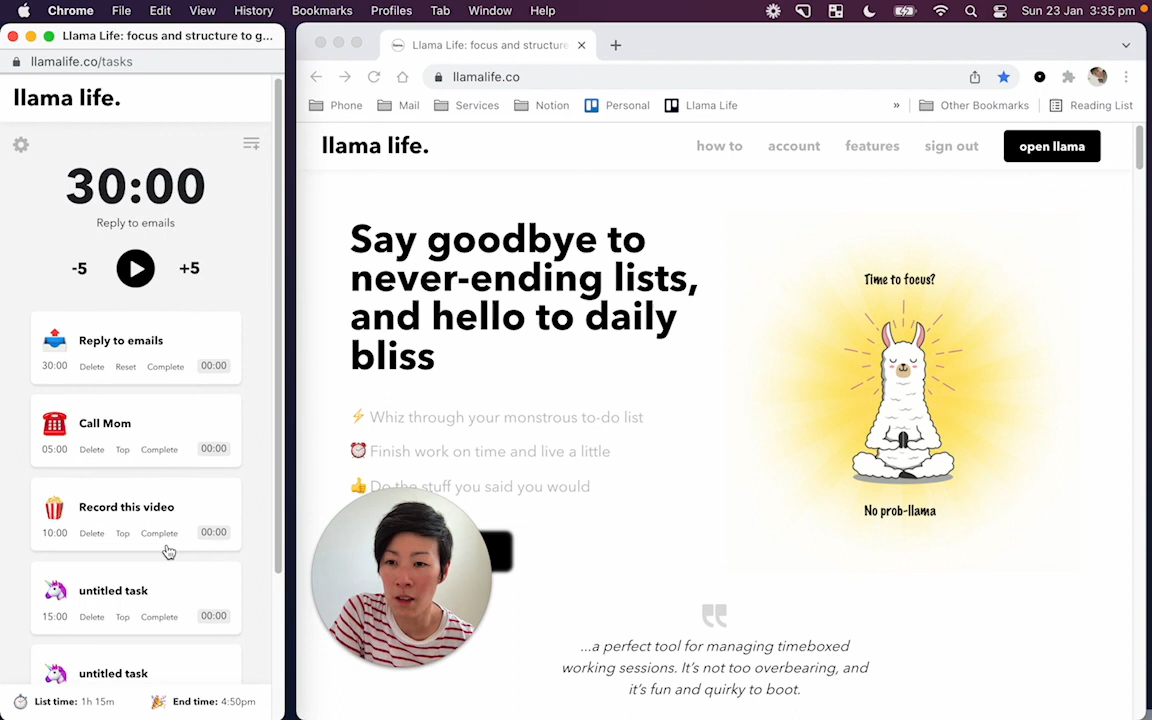 Chrome File Edit View History Bookmarks Profiles Tab Window Help Sun 23 Jan 3:35 pm
Llama Life: focus and structure to g...
llamalife.co/tasks
llama life.
30:00
Reply to emails
-5 +5
Reply to emails
30:00 Delete Reset Complete 00:00
Call Mom
05:00 Delete Top Complete 00:00
Record this video
10:00 Delete Top Complete 00:00
untitled task
15:00 Delete Top Complete 00:00
untitled task
List time: 1h 15m End time: 4:50pm
Llama Life: focus and structure
llamalife.co
Phone Mail Services Notion Personal Llama Life » Other Bookmarks Reading List
llama life. how to account features sign out open llama
Say goodbye to
never-ending lists,
and hello to daily
bliss
Whiz through your monstrous to-do list
Finish work on time and live a little
Do the stuff you said you would
Time to focus?
No prob-llama
...a perfect tool for managing timeboxed
working sessions. It's not too overbearing, and
it's fun and quirky to boot.